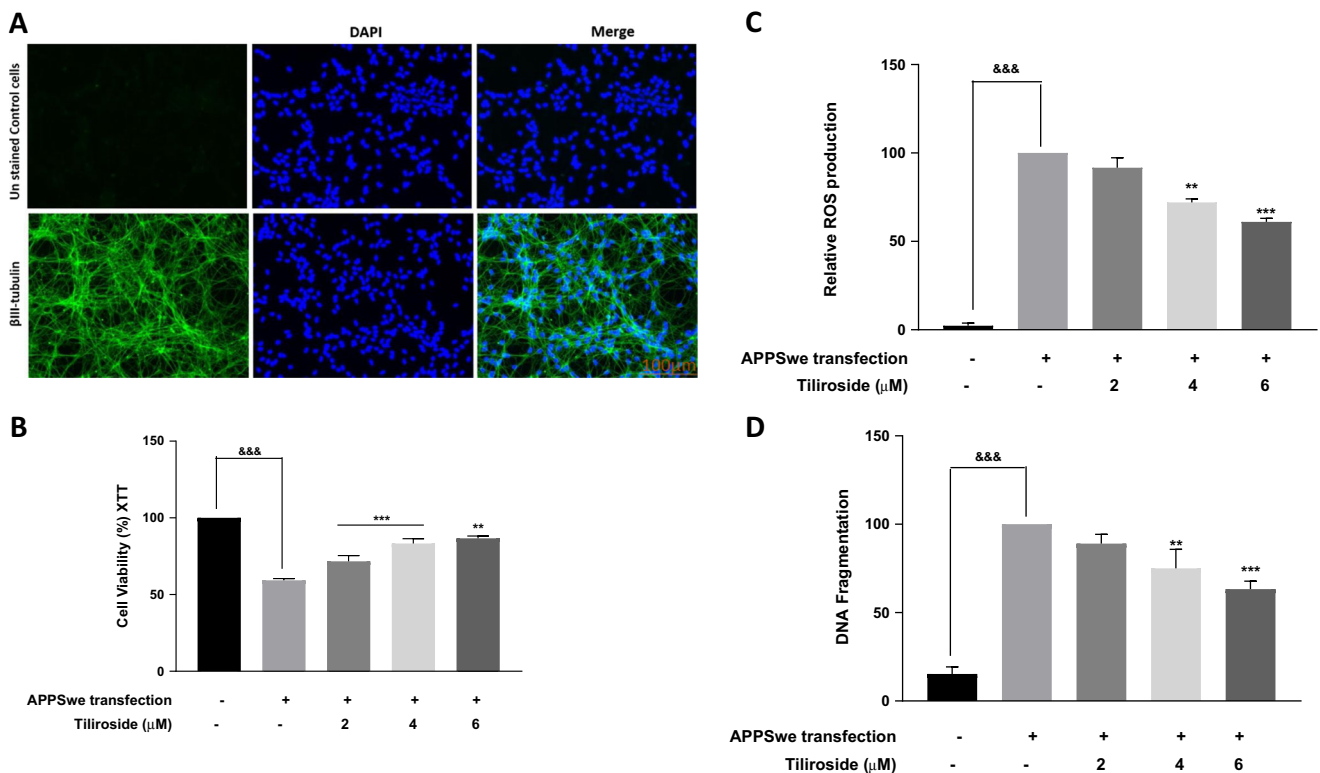 A
DAPI
Merge
Un stained Control cells
βIII-tubulin
100μm
B
Cell Viability (%) XTT
150
100
50
0
&&&
***
**
APPSwe transfection - + + + +
Tiliroside (μM) - - 2 4 6
C
Relative ROS production
150
100
50
0
&&&
**
***
APPSwe transfection - + + + +
Tiliroside (μM) - - 2 4 6
D
DNA Fragmentation
150
100
50
0
&&&
**
***
APPSwe transfection - + + + +
Tiliroside (μM) - - 2 4 6